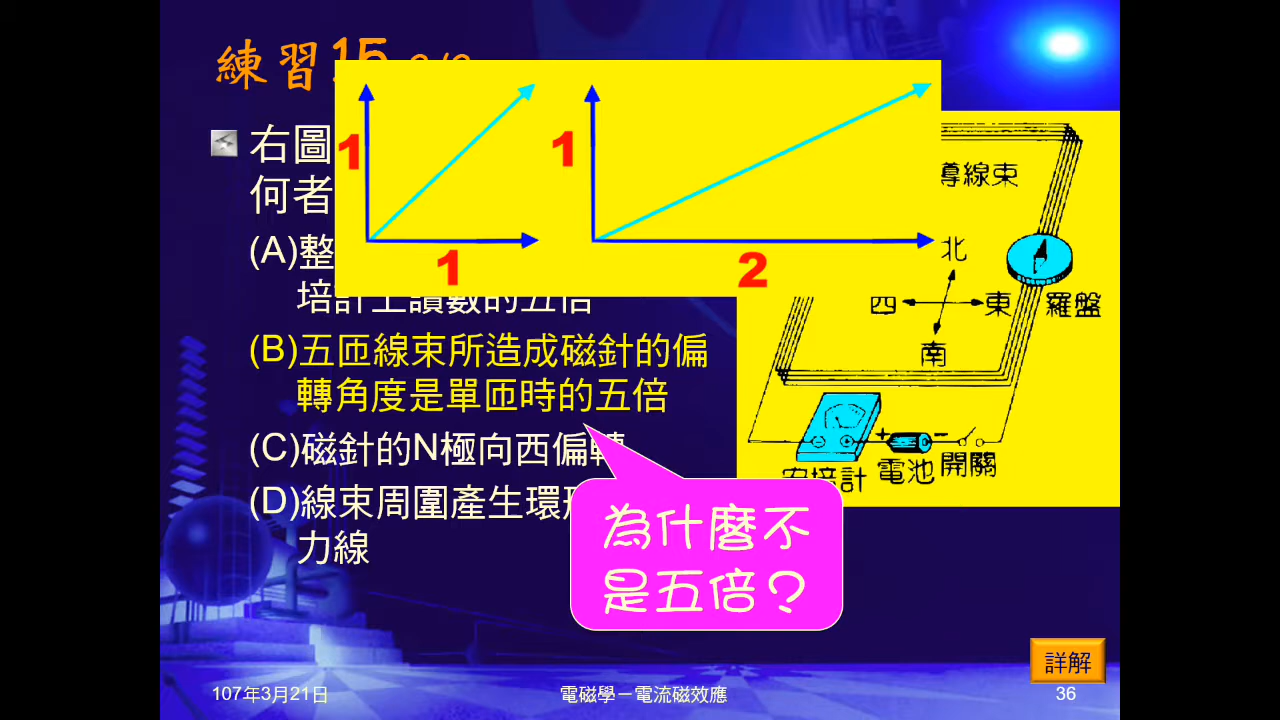 練習15
右圖
何者
1
1
1
2
(A)整
培計上讀數的五倍
(B)五匝線束所造成磁針的偏
轉角度是單匝時的五倍
(C)磁針的N極向西偏轉
(D)線束周圍產生環形
力線
為什麼不
是五倍？
導線束
北
西
東
羅盤
南
安培計
+
−
電池
開關
詳解
107年3月21日
電磁學－電流磁效應
36